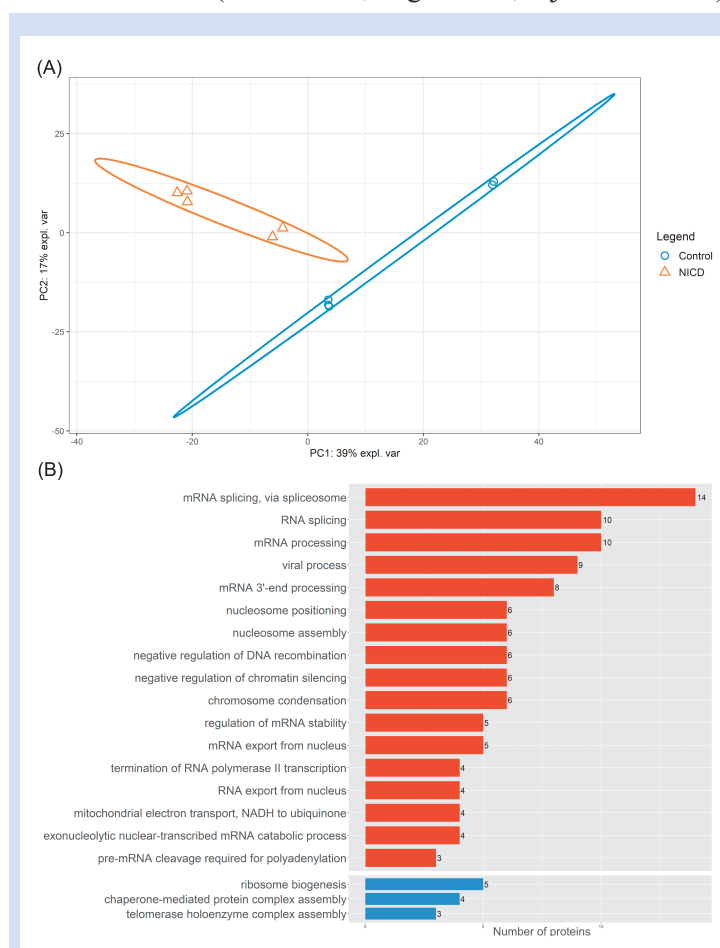 (A)
25
0
-25
-50
PC2: 17% expl. var
-40
-20
0
20
40
PC1: 39% expl. var
Legend
Control
NICD
(B)
mRNA splicing, via spliceosome 14
RNA splicing 10
mRNA processing 10
viral process 9
mRNA 3'-end processing 8
nucleosome positioning 6
nucleosome assembly 6
negative regulation of DNA recombination 6
negative regulation of chromatin silencing 6
chromosome condensation 6
regulation of mRNA stability 5
mRNA export from nucleus 5
termination of RNA polymerase II transcription 4
RNA export from nucleus 4
mitochondrial electron transport, NADH to ubiquinone 4
exonucleolytic nuclear-transcribed mRNA catabolic process 4
pre-mRNA cleavage required for polyadenylation 3
ribosome biogenesis 5
chaperone-mediated protein complex assembly 4
telomerase holoenzyme complex assembly 3
0 5 10
Number of proteins